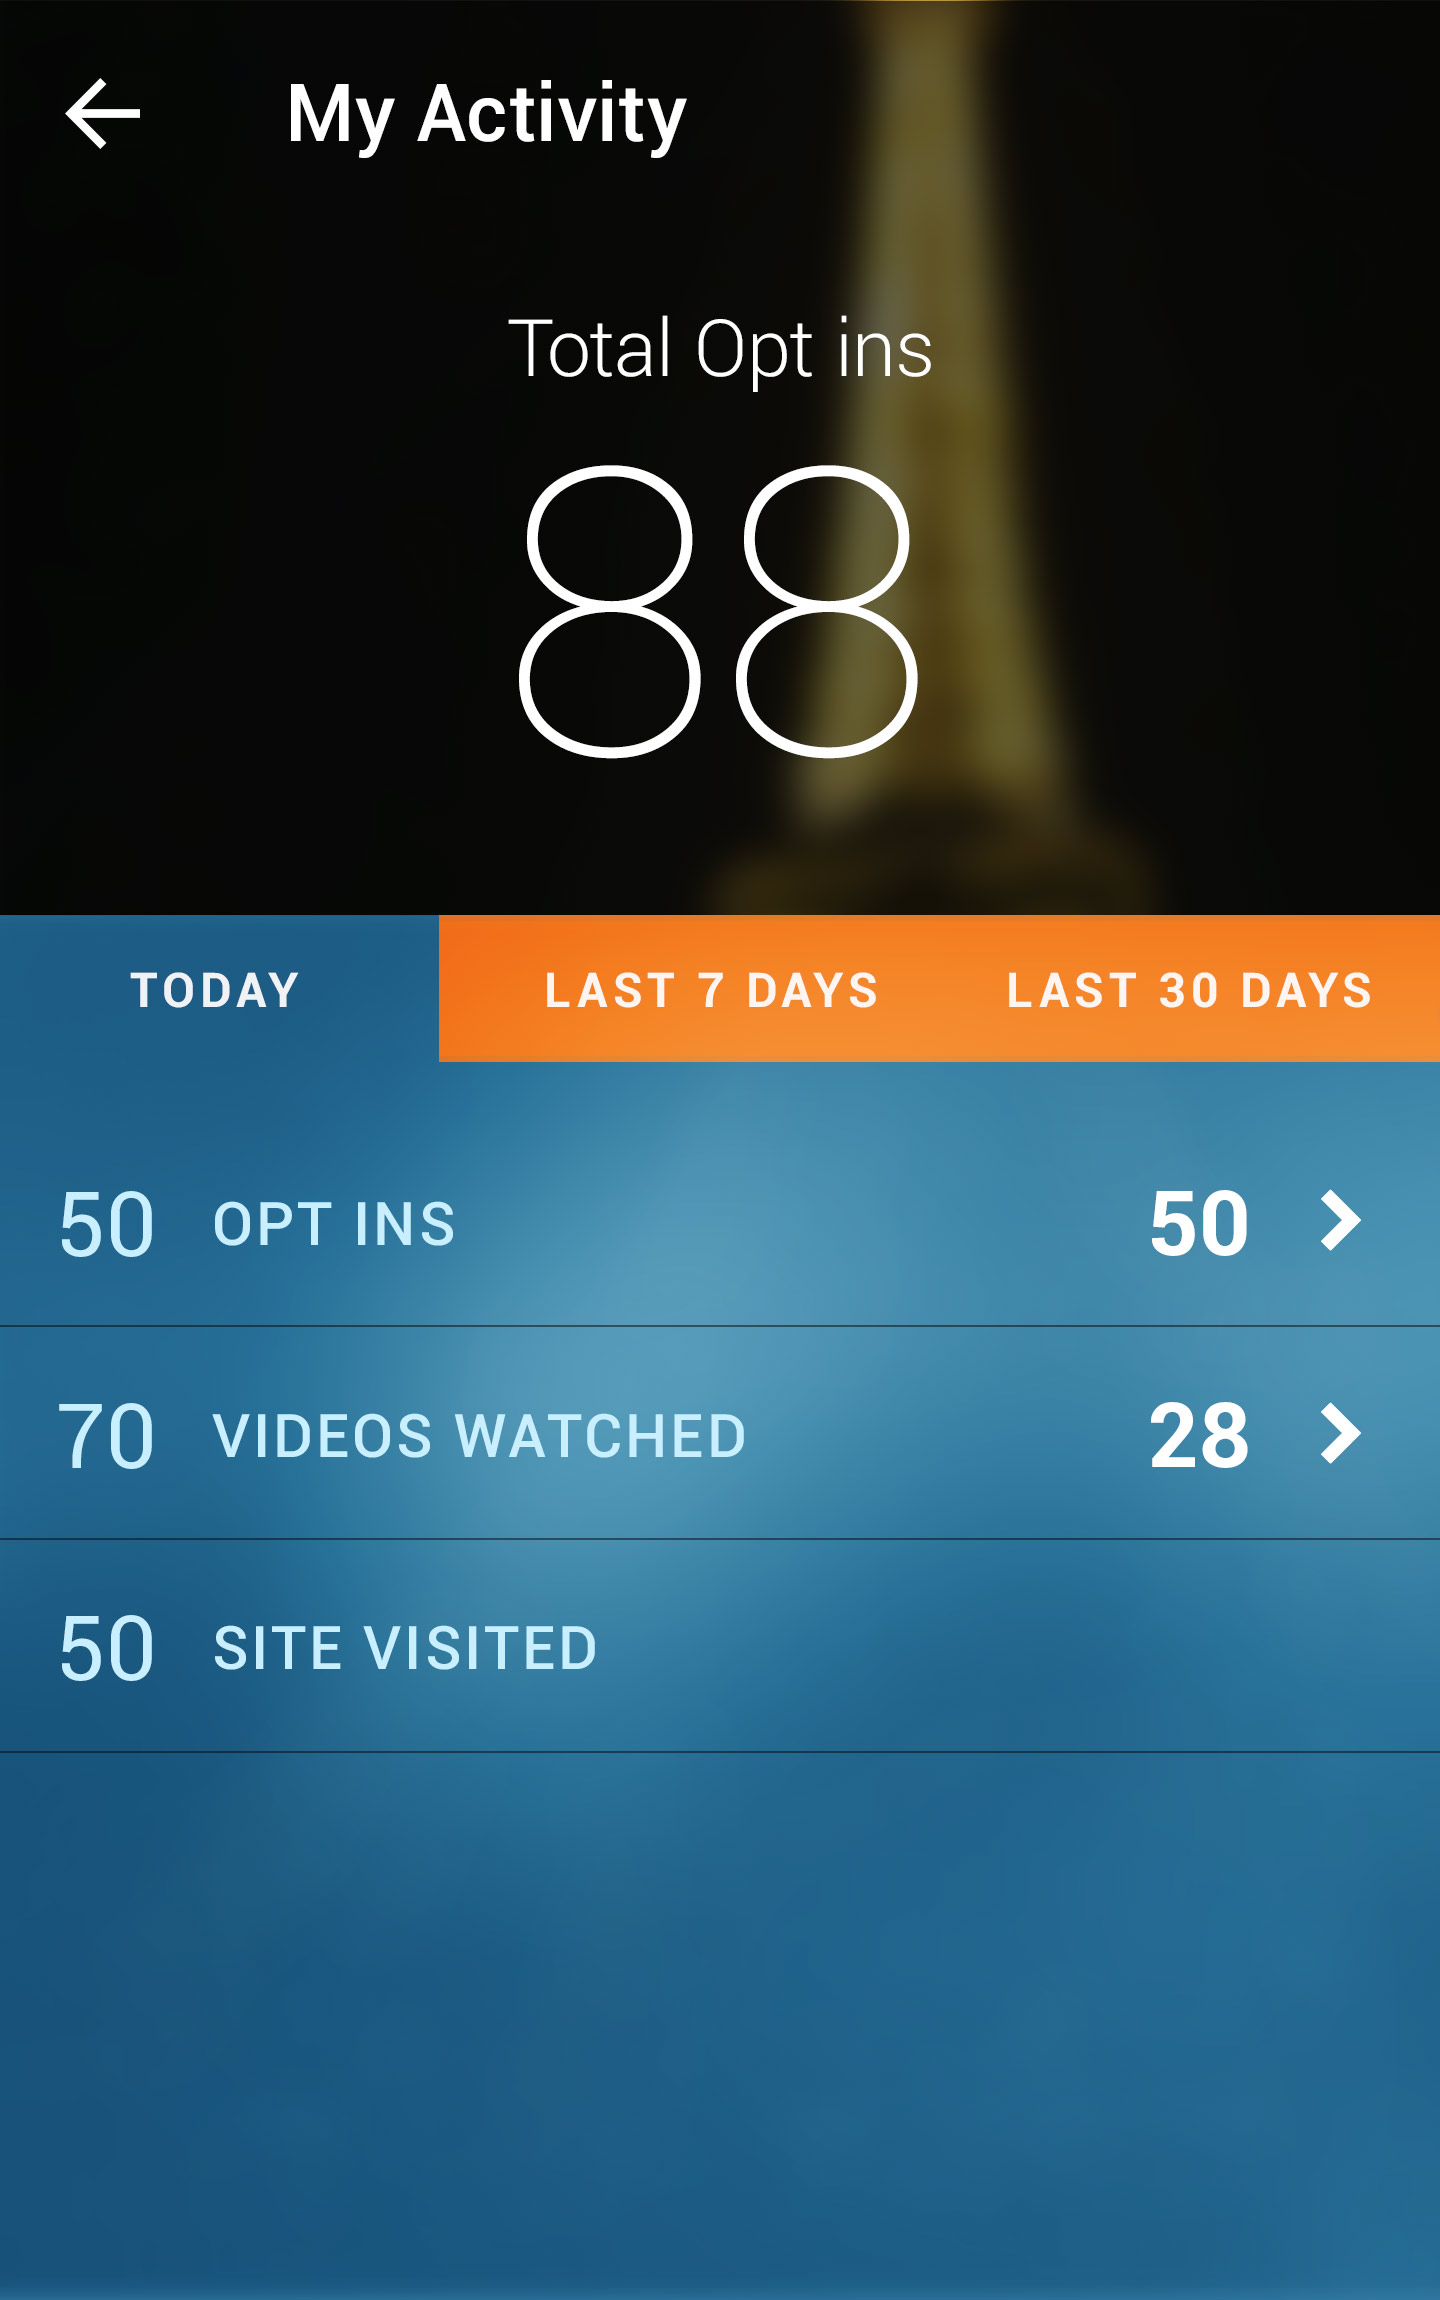 My Activity
Total Opt ins
88
TODAY LAST 7 DAYS LAST 30 DAYS
50 OPT INS 50
70 VIDEOS WATCHED 28
50 SITE VISITED